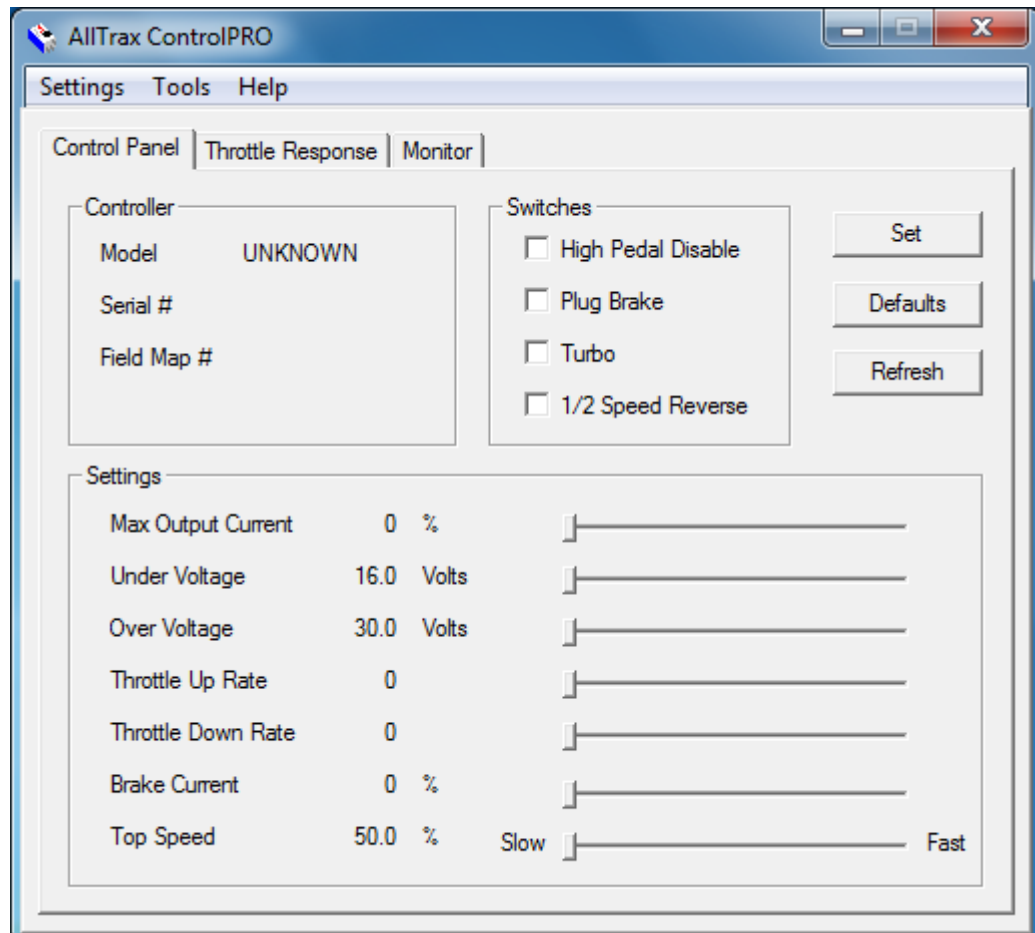 AllTrax ControlPRO
Settings Tools Help
Control Panel Throttle Response Monitor
Controller
Model UNKNOWN
Serial #
Field Map #
Switches
High Pedal Disable
Plug Brake
Turbo
1/2 Speed Reverse
Set
Defaults
Refresh
Settings
Max Output Current 0 %
Under Voltage 16.0 Volts
Over Voltage 30.0 Volts
Throttle Up Rate 0
Throttle Down Rate 0
Brake Current 0 %
Top Speed 50.0 % Slow Fast